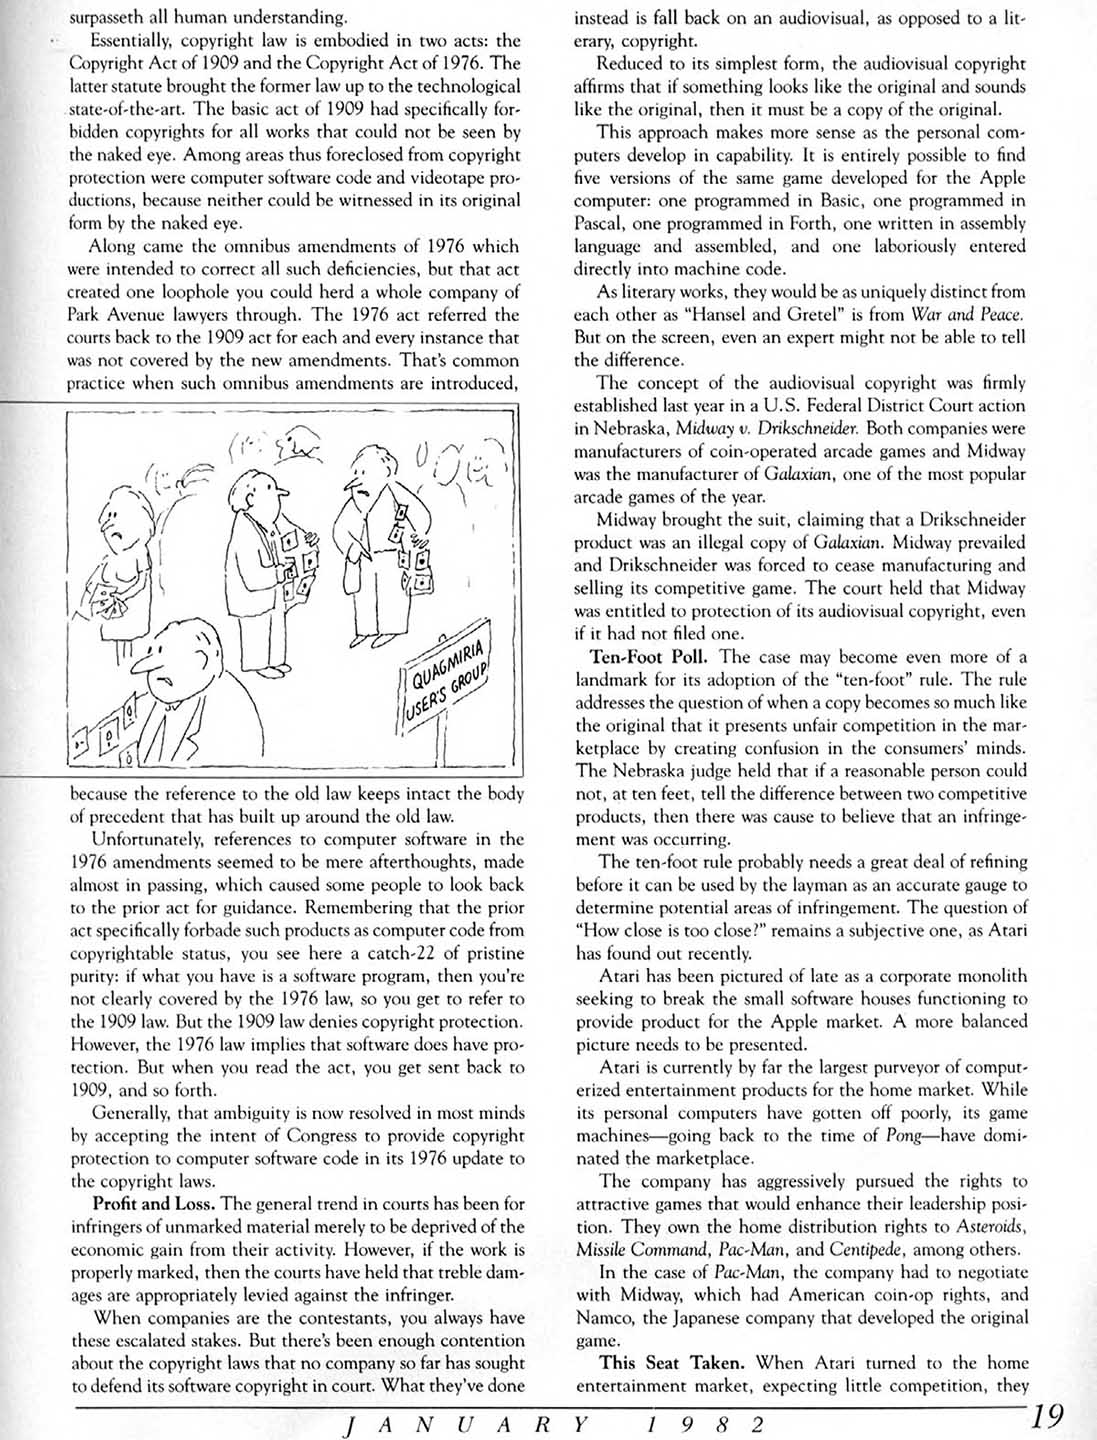 surpasseth all human understanding.
Essentially, copyright law is embodied in two acts: the
Copyright Act of 1909 and the Copyright Act of 1976. The
latter statute brought the former law up to the technological
state-of-the-art. The basic act of 1909 had specifically for-
bidden copyrights for all works that could not be seen by
the naked eye. Among areas thus foreclosed from copyright
protection were computer software code and videotape pro-
ductions, because neither could be witnessed in its original
form by the naked eye.
Along came the omnibus amendments of 1976 which
were intended to correct all such deficiencies, but that act
created one loophole you could herd a whole company of
Park Avenue lawyers through. The 1976 act referred the
courts back to the 1909 act for each and every instance that
was not covered by the new amendments. That's common
practice when such omnibus amendments are introduced,
QUAGMIRIA
USER'S GROUP
because the reference to the old law keeps intact the body
of precedent that has built up around the old law.
Unfortunately, references to computer software in the
1976 amendments seemed to be mere afterthoughts, made
almost in passing, which caused some people to look back
to the prior act for guidance. Remembering that the prior
act specifically forbade such products as computer code from
copyrightable status, you see here a catch-22 of pristine
purity: if what you have is a software program, then you're
not clearly covered by the 1976 law, so you get to refer to
the 1909 law. But the 1909 law denies copyright protection.
However, the 1976 law implies that software does have pro-
tection. But when you read the act, you get sent back to
1909, and so forth.
Generally, that ambiguity is now resolved in most minds
by accepting the intent of Congress to provide copyright
protection to computer software code in its 1976 update to
the copyright laws.
Profit and Loss. The general trend in courts has been for
infringers of unmarked material merely to be deprived of the
economic gain from their activity. However, if the work is
properly marked, then the courts have held that treble dam-
ages are appropriately levied against the infringer.
When companies are the contestants, you always have
these escalated stakes. But there's been enough contention
about the copyright laws that no company so far has sought
to defend its software copyright in court. What they've done
instead is fall back on an audiovisual, as opposed to a lit-
erary, copyright.
Reduced to its simplest form, the audiovisual copyright
affirms that if something looks like the original and sounds
like the original, then it must be a copy of the original.
This approach makes more sense as the personal com-
puters develop in capability. It is entirely possible to find
five versions of the same game developed for the Apple
computer: one programmed in Basic, one programmed in
Pascal, one programmed in Forth, one written in assembly
language and assembled, and one laboriously entered
directly into machine code.
As literary works, they would be as uniquely distinct from
each other as "Hansel and Gretel" is from War and Peace.
But on the screen, even an expert might not be able to tell
the difference.
The concept of the audiovisual copyright was firmly
established last year in a U.S. Federal District Court action
in Nebraska, Midway v. Drikschneider. Both companies were
manufacturers of coin-operated arcade games and Midway
was the manufacturer of Galaxian, one of the most popular
arcade games of the year.
Midway brought the suit, claiming that a Drikschneider
product was an illegal copy of Galaxian. Midway prevailed
and Drikschneider was forced to cease manufacturing and
selling its competitive game. The court held that Midway
was entitled to protection of its audiovisual copyright, even
if it had not filed one.
Ten-Foot Poll. The case may become even more of a
landmark for its adoption of the "ten-foot" rule. The rule
addresses the question of when a copy becomes so much like
the original that it presents unfair competition in the mar-
ketplace by creating confusion in the consumers' minds.
The Nebraska judge held that if a reasonable person could
not, at ten feet, tell the difference between two competitive
products, then there was cause to believe that an infringe-
ment was occurring.
The ten-foot rule probably needs a great deal of refining
before it can be used by the layman as an accurate gauge to
determine potential areas of infringement. The question of
"How close is too close?" remains a subjective one, as Atari
has found out recently.
Atari has been pictured of late as a corporate monolith
seeking to break the small software houses functioning to
provide product for the Apple market. A more balanced
picture needs to be presented.
Atari is currently by far the largest purveyor of comput-
erized entertainment products for the home market. While
its personal computers have gotten off poorly, its game
machines—going back to the time of Pong—have domi-
nated the marketplace.
The company has aggressively pursued the rights to
attractive games that would enhance their leadership posi-
tion. They own the home distribution rights to Asteroids,
Missile Command, Pac-Man, and Centipede, among others.
In the case of Pac-Man, the company had to negotiate
with Midway, which had American coin-op rights, and
Namco, the Japanese company that developed the original
game.
This Seat Taken. When Atari turned to the home
entertainment market, expecting little competition, they
JANUARY 1982 19